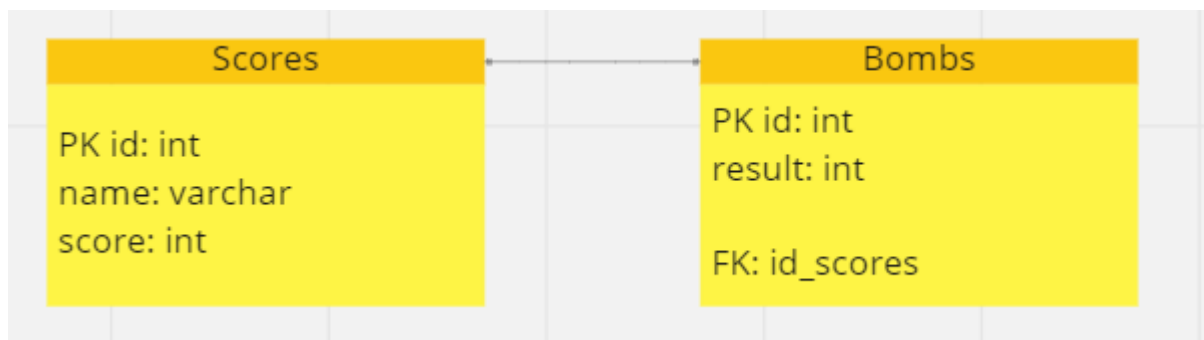 Scores
PK id: int
name: varchar
score: int
Bombs
PK id: int
result: int
FK: id_scores